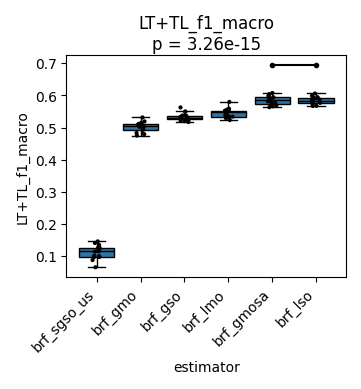 LT+TL_f1_macro
p = 3.26e-15
LT+TL_f1_macro
0.7
0.6
0.5
0.4
0.3
0.2
0.1
brf_sgso_us
brf_gmo
brf_gso
brf_lmo
brf_gmosa
brf_lso
estimator